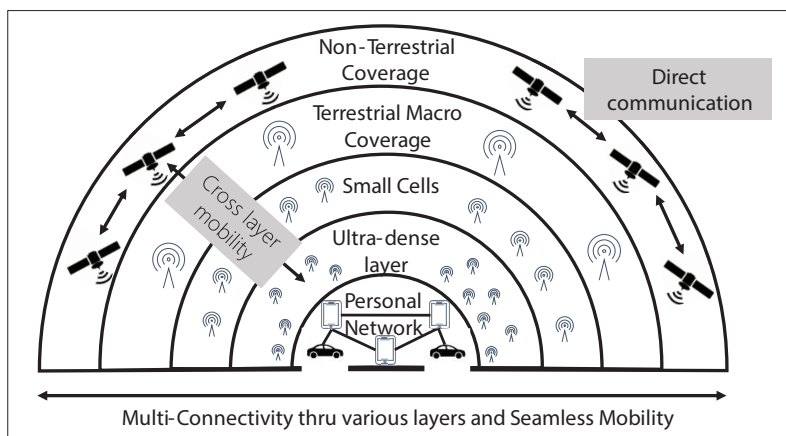 Non-Terrestrial
Coverage
Direct
communication
Terrestrial Macro
Coverage
Cross layer
mobility
Small Cells
Ultra-dense
layer
Personal
Network
Multi-Connectivity thru various layers and Seamless Mobility